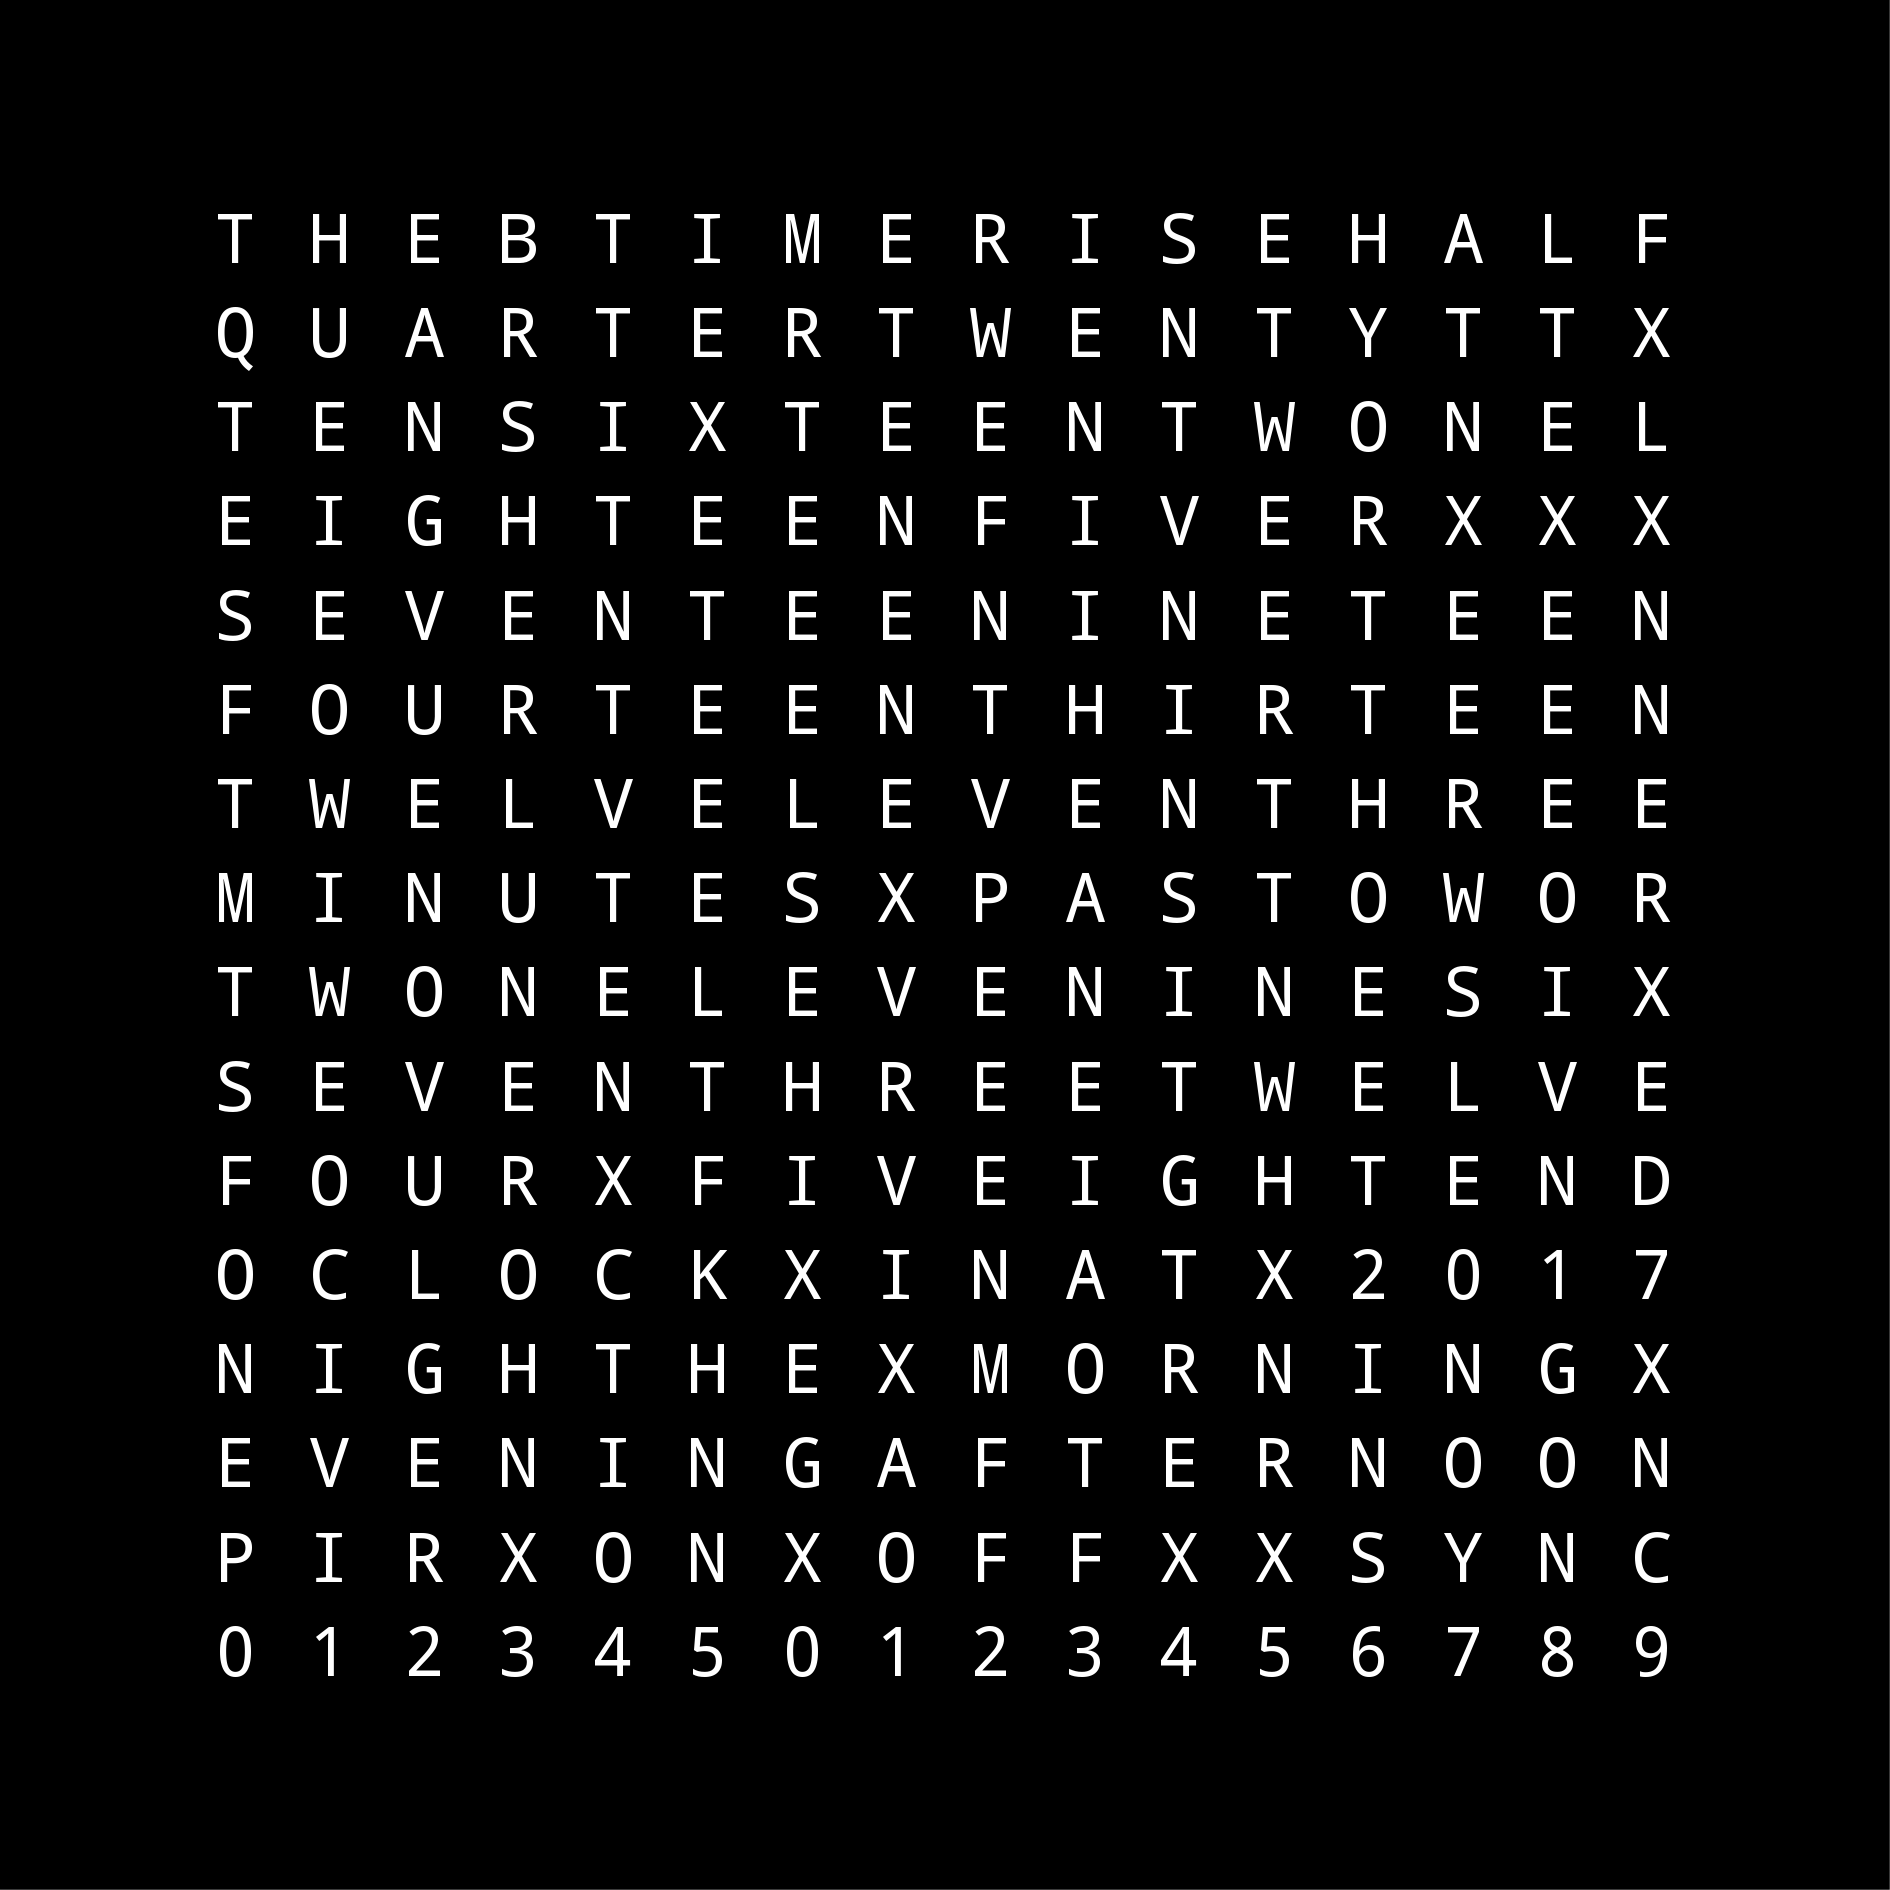 T H E B T I M E R I S E H A L F
Q U A R T E R T W E N T Y T T X
T E N S I X T E E N T W O N E L
E I G H T E E N F I V E R X X X
S E V E N T E E N I N E T E E N
F O U R T E E N T H I R T E E N
T W E L V E L E V E N T H R E E
M I N U T E S X P A S T O W O R
T W O N E L E V E N I N E S I X
S E V E N T H R E E T W E L V E
F O U R X F I V E I G H T E N D
O C L O C K X I N A T X 2 0 1 7
N I G H T H E X M O R N I N G X
E V E N I N G A F T E R N O O N
P I R X O N X O F F X X S Y N C
0 1 2 3 4 5 0 1 2 3 4 5 6 7 8 9